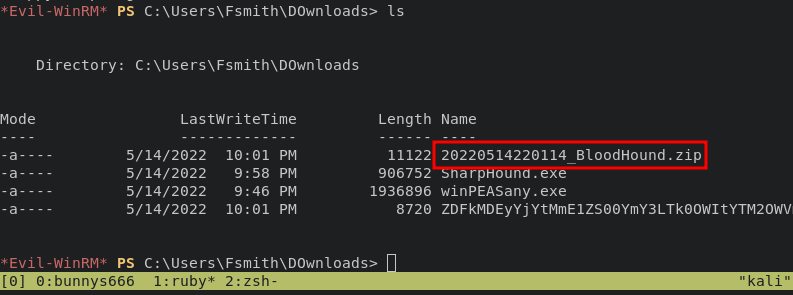 *Evil-WinRM* PS C:\Users\Fsmith\DOwnloads> ls
Directory: C:\Users\Fsmith\DOwnloads
Mode                 LastWriteTime         Length Name
----                 -------------         ------ ----
-a----        5/14/2022  10:01 PM          11122 20220514220114_BloodHound.zip
-a----        5/14/2022   9:58 PM         906752 SharpHound.exe
-a----        5/14/2022   9:46 PM        1936896 winPEASany.exe
-a----        5/14/2022  10:01 PM           8720 ZDFkMDEyYjYtMmE1ZS00YmY3LTk0OWItYTM2OWV
*Evil-WinRM* PS C:\Users\Fsmith\DOwnloads>
[0] 0:bunnys666  1:ruby* 2:zsh- "kali"